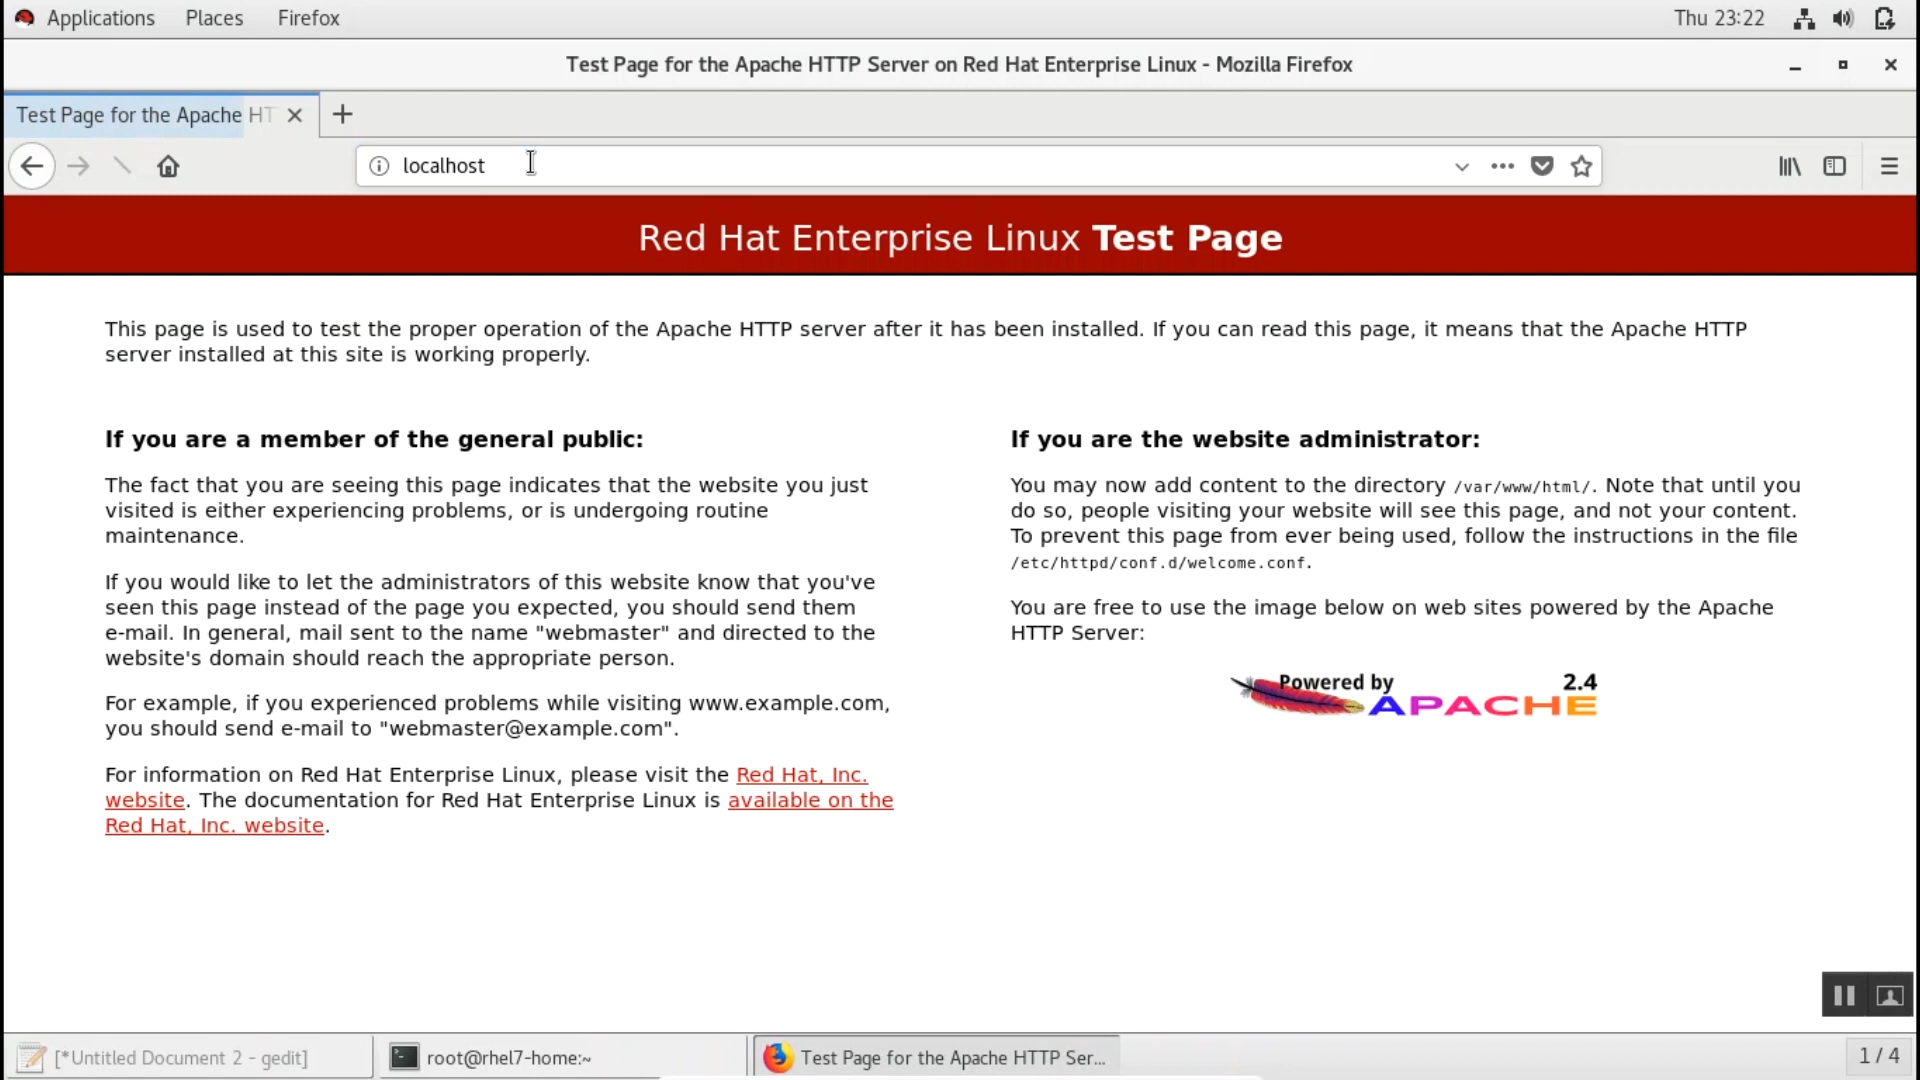 Applications Places Firefox Thu 23:22
Test Page for the Apache HTTP Server on Red Hat Enterprise Linux - Mozilla Firefox
Test Page for the Apache HT
localhost
Red Hat Enterprise Linux Test Page
This page is used to test the proper operation of the Apache HTTP server after it has been installed. If you can read this page, it means that the Apache HTTP
server installed at this site is working properly.
If you are a member of the general public:
The fact that you are seeing this page indicates that the website you just
visited is either experiencing problems, or is undergoing routine
maintenance.
If you would like to let the administrators of this website know that you've
seen this page instead of the page you expected, you should send them
e-mail. In general, mail sent to the name "webmaster" and directed to the
website's domain should reach the appropriate person.
For example, if you experienced problems while visiting www.example.com,
you should send e-mail to "webmaster@example.com".
For information on Red Hat Enterprise Linux, please visit the Red Hat, Inc.
website. The documentation for Red Hat Enterprise Linux is available on the
Red Hat, Inc. website.
If you are the website administrator:
You may now add content to the directory /var/www/html/. Note that until you
do so, people visiting your website will see this page, and not your content.
To prevent this page from ever being used, follow the instructions in the file
/etc/httpd/conf.d/welcome.conf.
You are free to use the image below on web sites powered by the Apache
HTTP Server:
Powered by 2.4
APACHE
[*Untitled Document 2 - gedit] root@rhel7-home:~ Test Page for the Apache HTTP Ser... 1 / 4